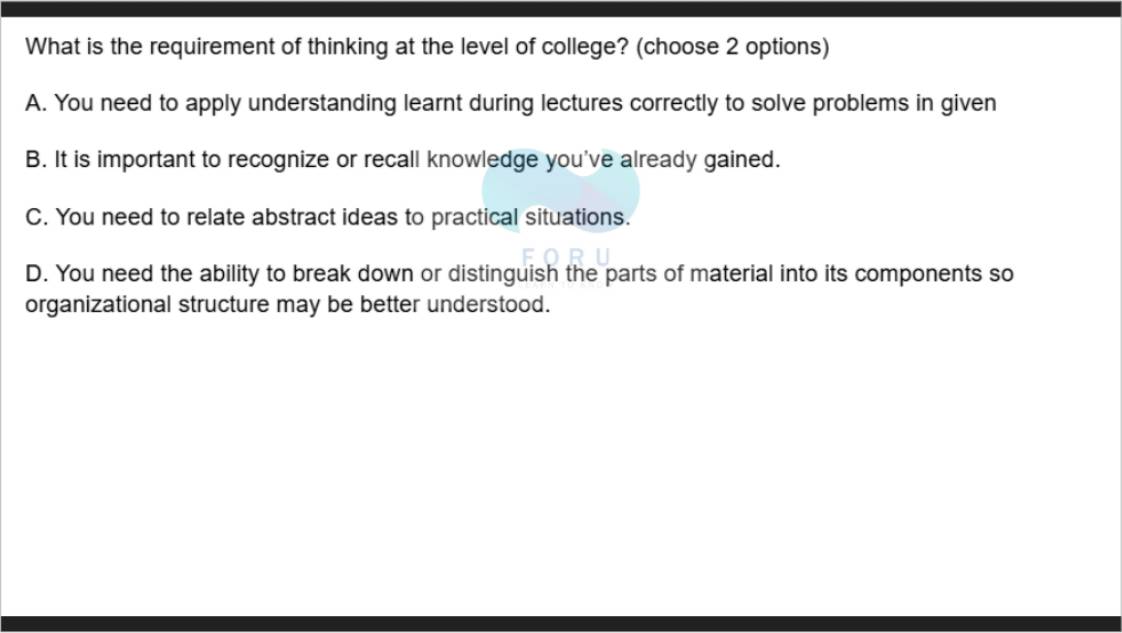 What is the requirement of thinking at the level of college? (choose 2 options)
A. You need to apply understanding learnt during lectures correctly to solve problems in given
B. It is important to recognize or recall knowledge you've already gained.
C. You need to relate abstract ideas to practical situations.
FORU
D. You need the ability to break down or distinguish the parts of material into its components so
organizational structure may be better understood.